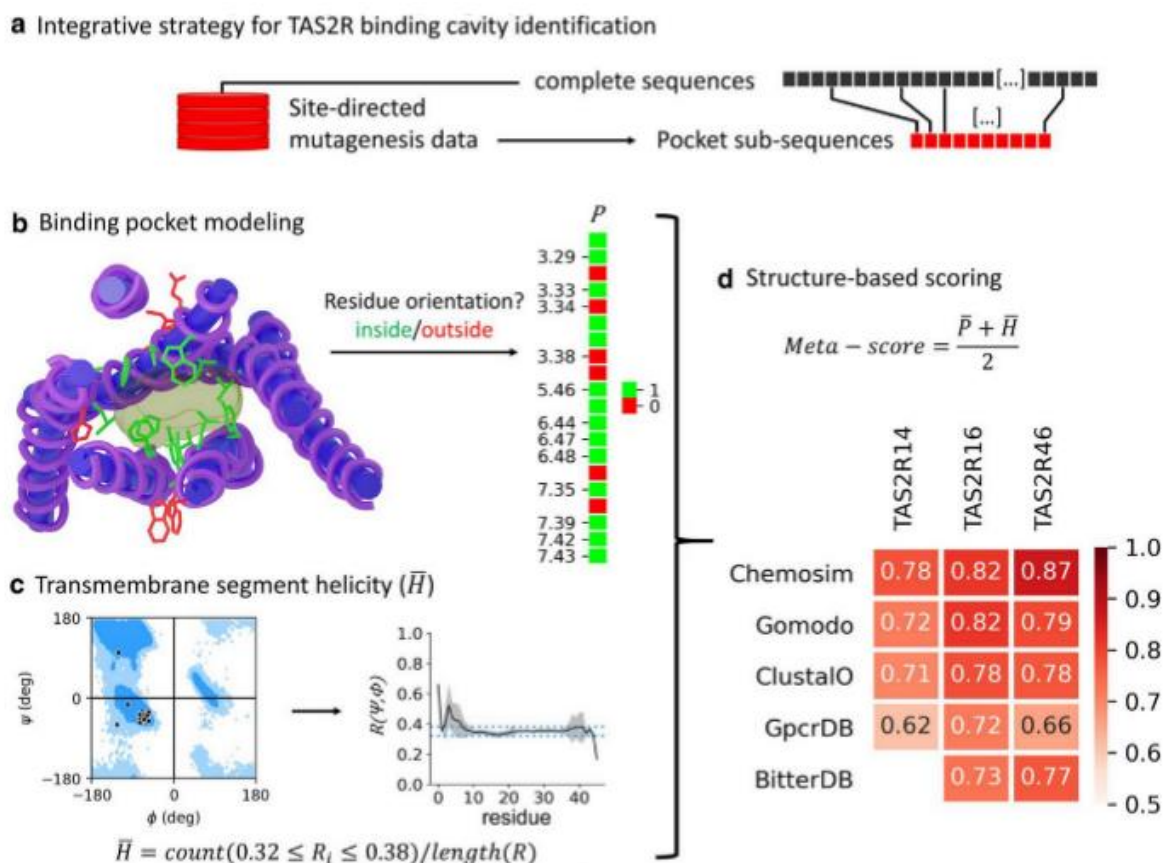 a Integrative strategy for TAS2R binding cavity identification
complete sequences
[...]
Site-directed
mutagenesis data
[...]
Pocket sub-sequences
b Binding pocket modeling
P
Residue orientation?
inside/outside
3.29
3.33
3.34
3.38
5.46
6.44
6.47
6.48
7.35
7.39
7.42
7.43
1
0
c Transmembrane segment helicity (H̅)
180
0
-180
ψ (deg)
-180 0 180
ϕ (deg)
1.0
0.8
0.6
0.4
0.2
0.0
R(Ψ,Φ)
0 10 20 30 40
residue
H̅ = count(0.32 ≤ Rᵢ ≤ 0.38)/length(R)
d Structure-based scoring
Meta − score = (P̅ + H̅)/2
TAS2R14 TAS2R16 TAS2R46
Chemosim 0.78 0.82 0.87
Gomodo 0.72 0.82 0.79
ClustalO 0.71 0.78 0.78
GpcrDB 0.62 0.72 0.66
BitterDB 0.73 0.77
1.0
0.9
0.8
0.7
0.6
0.5